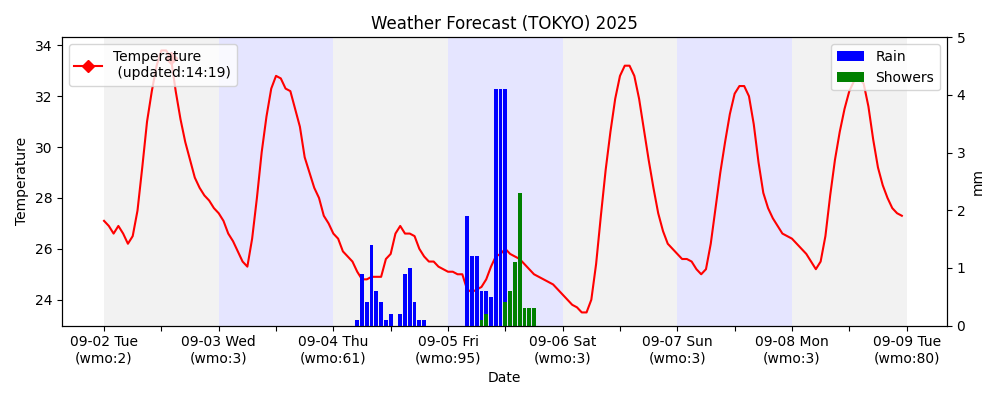 Weather Forecast (TOKYO) 2025
Temperature
(updated:14:19)
Rain
Showers
Temperature
34
32
30
28
26
24
5
4
3
2
1
0
mm
09-02 Tue
(wmo:2)
09-03 Wed
(wmo:3)
09-04 Thu
(wmo:61)
09-05 Fri
(wmo:95)
09-06 Sat
(wmo:3)
09-07 Sun
(wmo:3)
09-08 Mon
(wmo:3)
09-09 Tue
(wmo:80)
Date